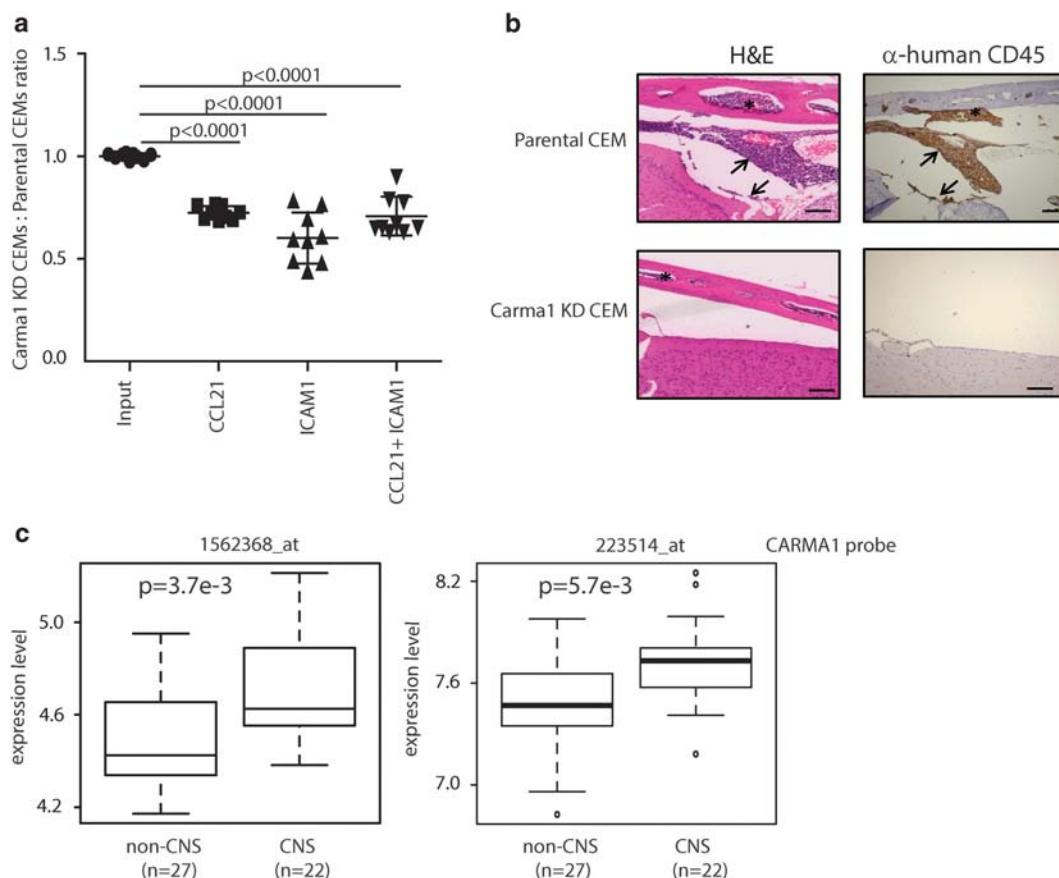 a
1.5
1.0
0.5
0.0
Carma1 KD CEMs : Parental CEMs ratio
p<0.0001
p<0.0001
p<0.0001
Input
CCL21
ICAM1
CCL21+ ICAM1
b
H&E
α-human CD45
Parental CEM
*
*
Carma1 KD CEM
*
c
1562368_at
223514_at
CARMA1 probe
p=3.7e-3
expression level
5.0
4.6
4.2
non-CNS
(n=27)
CNS
(n=22)
p=5.7e-3
expression level
8.2
7.6
7.0
non-CNS
(n=27)
CNS
(n=22)